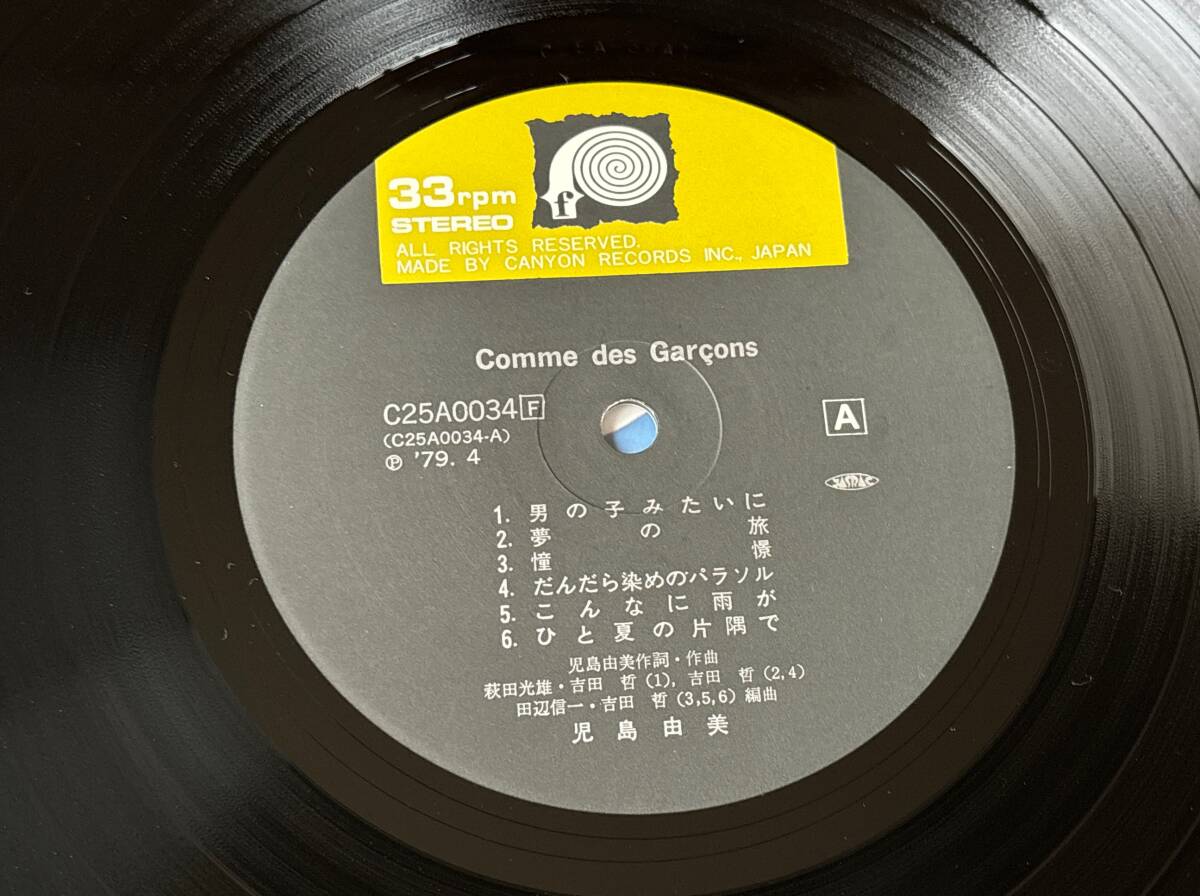 33rpm
STEREO
f
ALL RIGHTS RESERVED.
MADE BY CANYON RECORDS INC., JAPAN
Comme des Garçons
C25A0034 F
(C25A0034-A)
℗ '79. 4
A
JASRAC
1. 男の子みたいに
2. 夢の旅
3. 憧憬
4. だんだら染めのパラソル
5. こんなに雨が
6. ひと夏の片隅で
児島由美作詞・作曲
萩田光雄・吉田 哲(1), 吉田 哲(2,4)
田辺信一・吉田 哲(3,5,6)編曲
児島由美